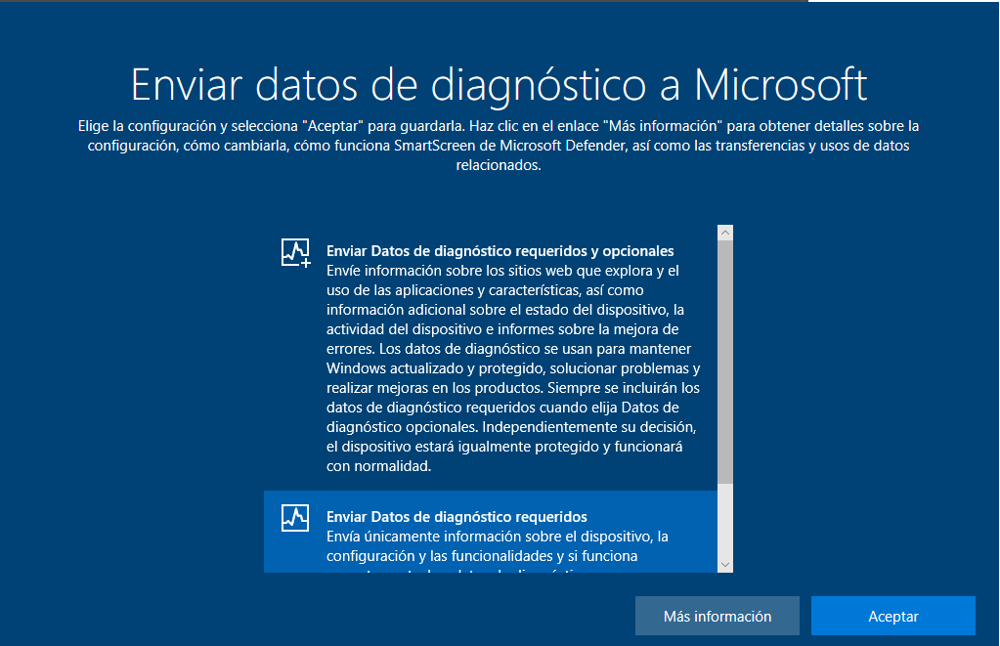 Enviar datos de diagnóstico a Microsoft
Elige la configuración y selecciona "Aceptar" para guardarla. Haz clic en el enlace "Más información" para obtener detalles sobre la
configuración, cómo cambiarla, cómo funciona SmartScreen de Microsoft Defender, así como las transferencias y usos de datos
relacionados.
Enviar Datos de diagnóstico requeridos y opcionales
Envíe información sobre los sitios web que explora y el
uso de las aplicaciones y características, así como
información adicional sobre el estado del dispositivo, la
actividad del dispositivo e informes sobre la mejora de
errores. Los datos de diagnóstico se usan para mantener
Windows actualizado y protegido, solucionar problemas y
realizar mejoras en los productos. Siempre se incluirán los
datos de diagnóstico requeridos cuando elija Datos de
diagnóstico opcionales. Independientemente su decisión,
el dispositivo estará igualmente protegido y funcionará
con normalidad.
Enviar Datos de diagnóstico requeridos
Envía únicamente información sobre el dispositivo, la
configuración y las funcionalidades y si funciona
Más información
Aceptar